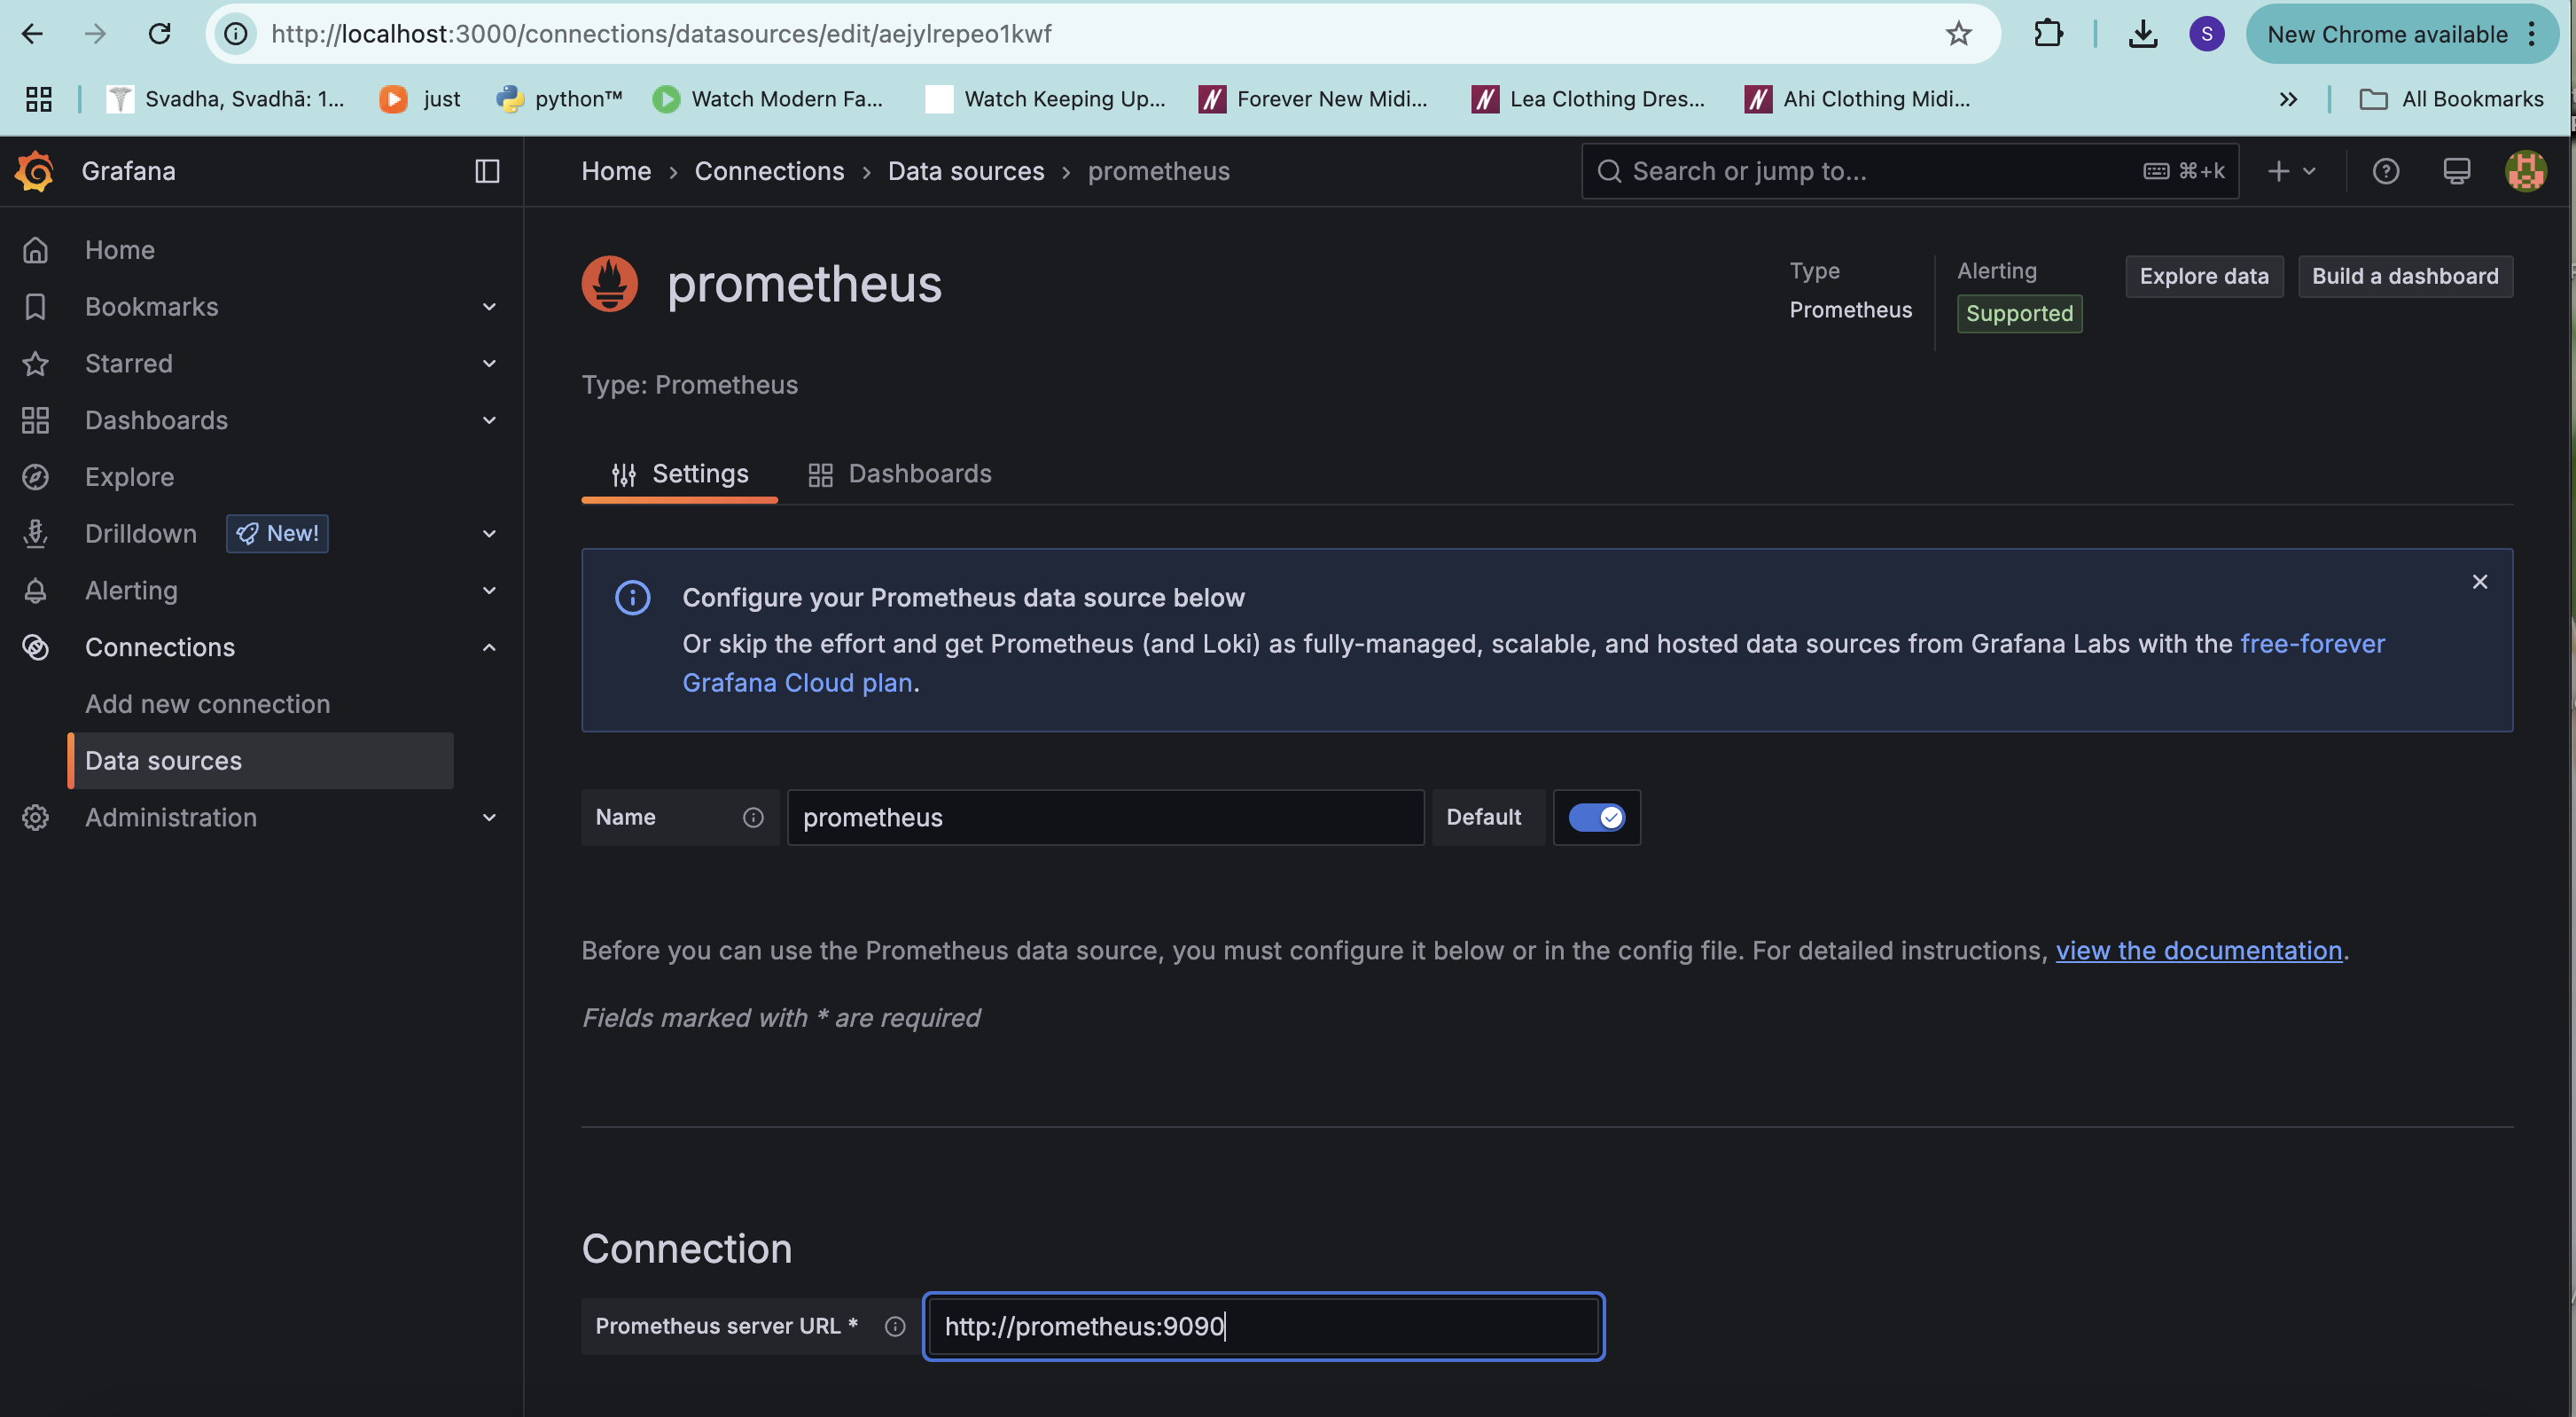 http://localhost:3000/connections/datasources/edit/aejylrepeo1kwf
S
New Chrome available
Svadha, Svadhā: 1...
just
python™
Watch Modern Fa...
Watch Keeping Up...
Forever New Midi...
Lea Clothing Dres...
Ahi Clothing Midi...
»
All Bookmarks
Grafana
Home > Connections > Data sources > prometheus
Search or jump to...
⌘+k
Home
Bookmarks
Starred
Dashboards
Explore
Drilldown
New!
Alerting
Connections
Add new connection
Data sources
Administration
prometheus
Type
Prometheus
Alerting
Supported
Explore data
Build a dashboard
Type: Prometheus
Settings
Dashboards
Configure your Prometheus data source below
Or skip the effort and get Prometheus (and Loki) as fully-managed, scalable, and hosted data sources from Grafana Labs with the free-forever
Grafana Cloud plan.
Name
prometheus
Default
Before you can use the Prometheus data source, you must configure it below or in the config file. For detailed instructions, view the documentation.
Fields marked with * are required
Connection
Prometheus server URL *
http://prometheus:9090